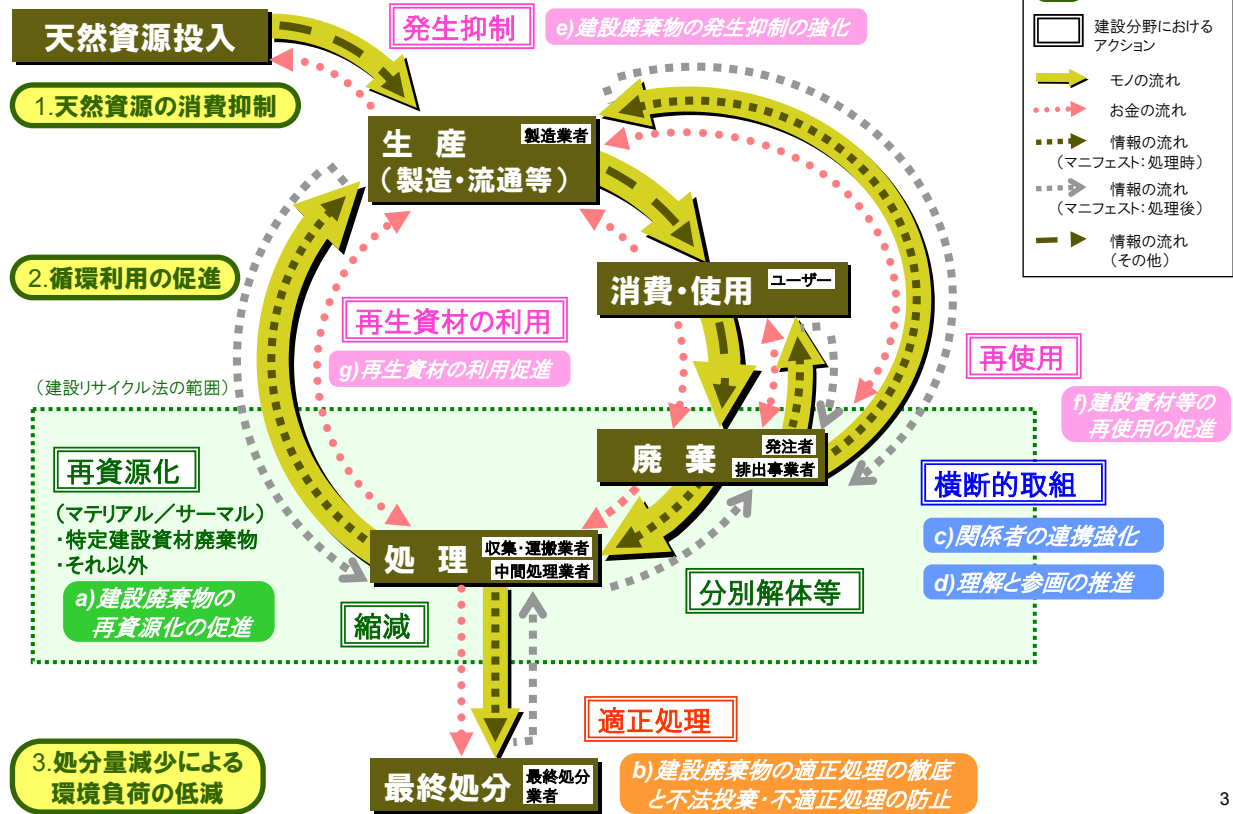 天然資源投入
発生抑制
e)建設廃棄物の発生抑制の強化
建設分野における
アクション
モノの流れ
お金の流れ
情報の流れ
（マニフェスト：処理時）
情報の流れ
（マニフェスト：処理後）
情報の流れ
（その他）
1.天然資源の消費抑制
生 産
製造業者
（製造・流通等）
2.循環利用の促進
消費・使用
ユーザー
再生資材の利用
g)再生資材の利用促進
再使用
f)建設資材等の
再使用の促進
（建設リサイクル法の範囲）
廃 棄
発注者
排出事業者
再資源化
（マテリアル／サーマル）
・特定建設資材廃棄物
・それ以外
a)建設廃棄物の
再資源化の促進
横断的取組
c)関係者の連携強化
d)理解と参画の推進
処 理
収集・運搬業者
中間処理業者
分別解体等
縮減
適正処理
3.処分量減少による
環境負荷の低減
最終処分
最終処分
業者
b)建設廃棄物の適正処理の徹底
と不法投棄・不適正処理の防止
3